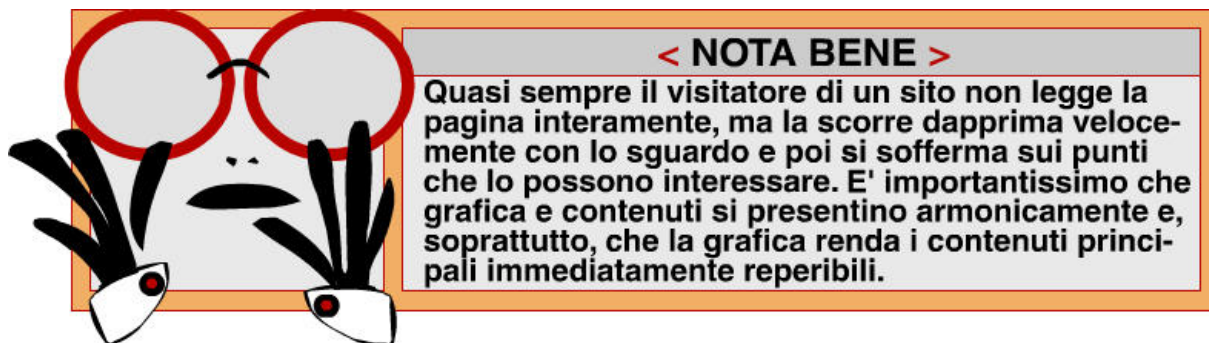 < NOTA BENE >
Quasi sempre il visitatore di un sito non legge la
pagina interamente, ma la scorre dapprima veloce-
mente con lo sguardo e poi si sofferma sui punti
che lo possono interessare. E' importantissimo che
grafica e contenuti si presentino armonicamente e,
soprattutto, che la grafica renda i contenuti princi-
pali immediatamente reperibili.